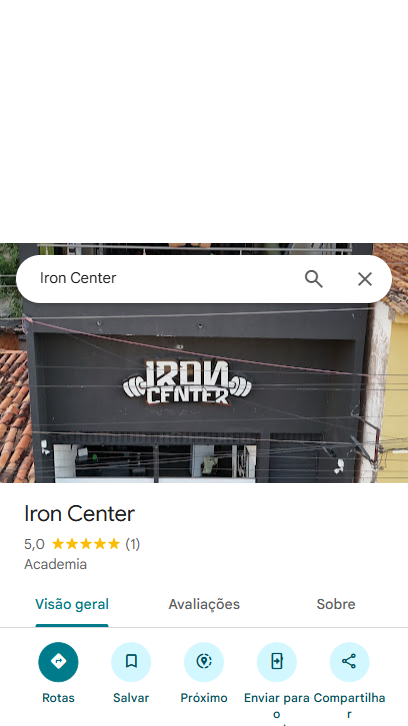 Iron Center
IRON
CENTER
Iron Center
5,0 (1)
Academia
Visão geral Avaliações Sobre
Rotas Salvar Próximo Enviar para o Compartilhar